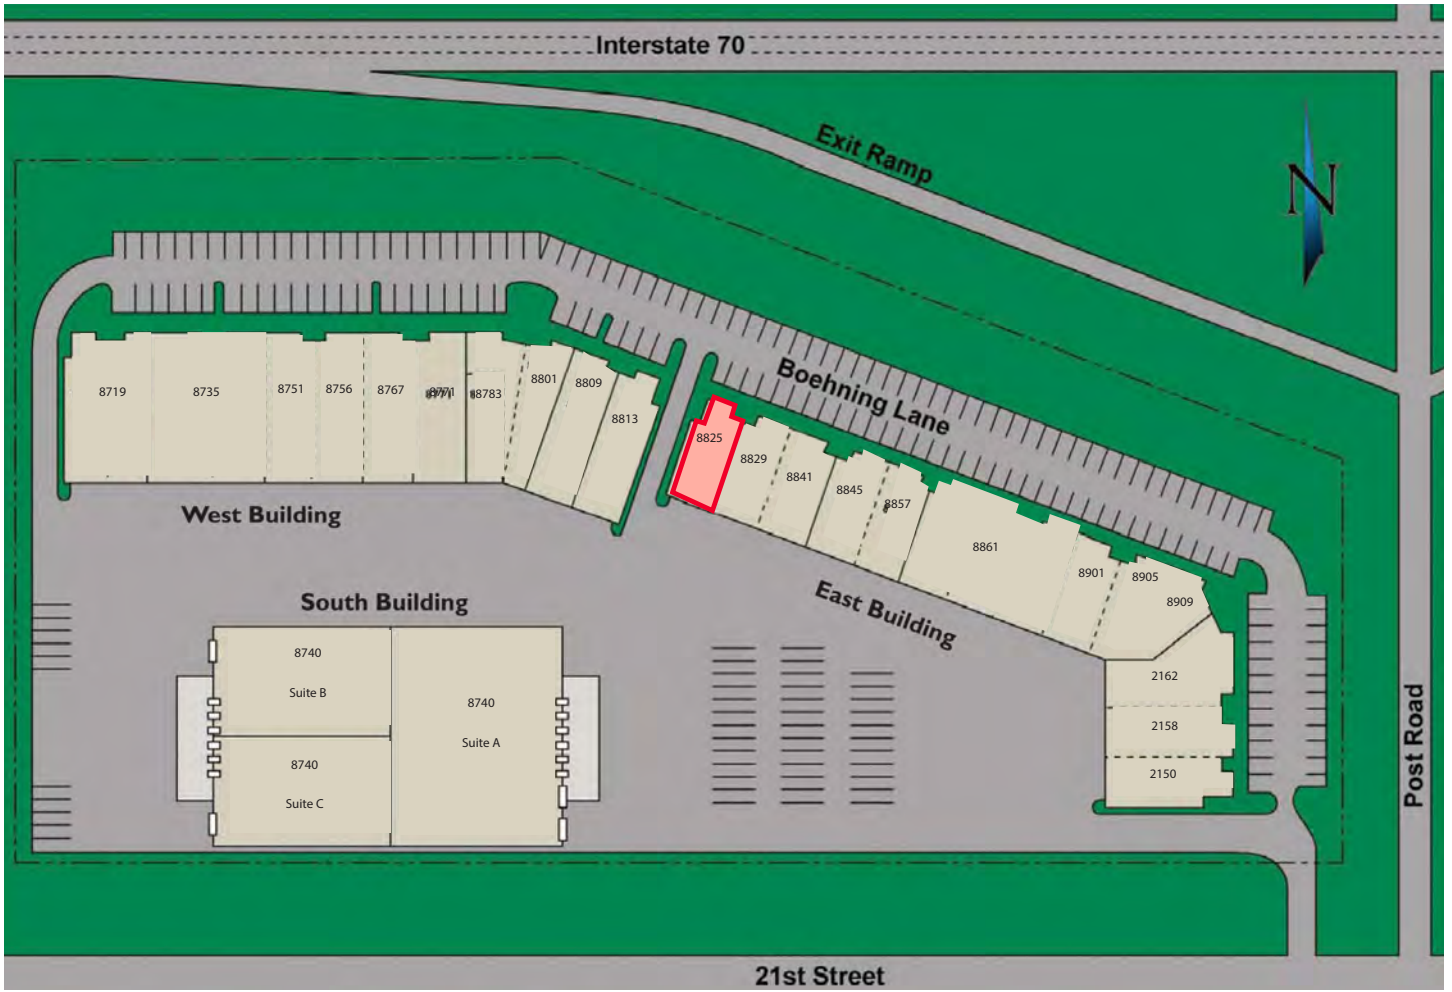 Interstate 70
Exit Ramp
N
Boehning Lane
8719
8735
8751
8756
8767
8771
8783
8801
8809
8813
8825
8829
8841
8845
8857
8861
8901
8905
8909
West Building
East Building
South Building
8740
Suite B
8740
Suite A
8740
Suite C
2162
2158
2150
Post Road
21st Street